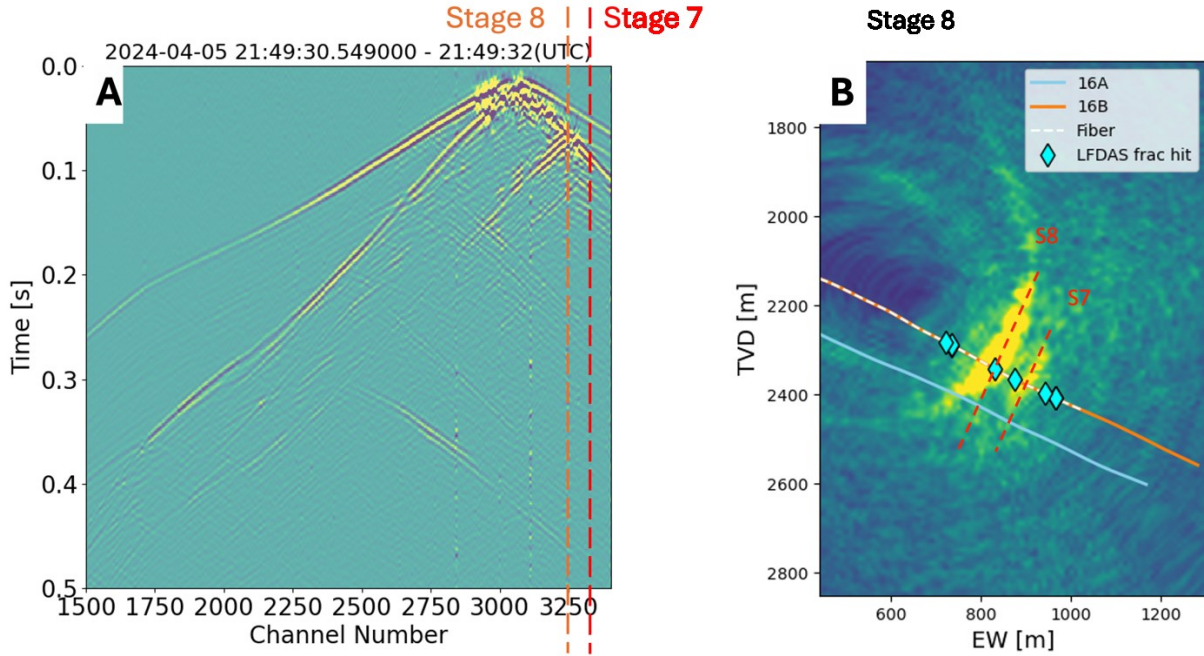 Stage 8 Stage 7
2024-04-05 21:49:30.549000 - 21:49:32(UTC)
A
0.0
0.1
0.2
0.3
0.4
0.5
Time [s]
1500 1750 2000 2250 2500 2750 3000 3250
Channel Number
Stage 8
B
16A
16B
Fiber
LFDAS frac hit
S8
S7
1800
2000
2200
2400
2600
2800
TVD [m]
600 800 1000 1200
EW [m]